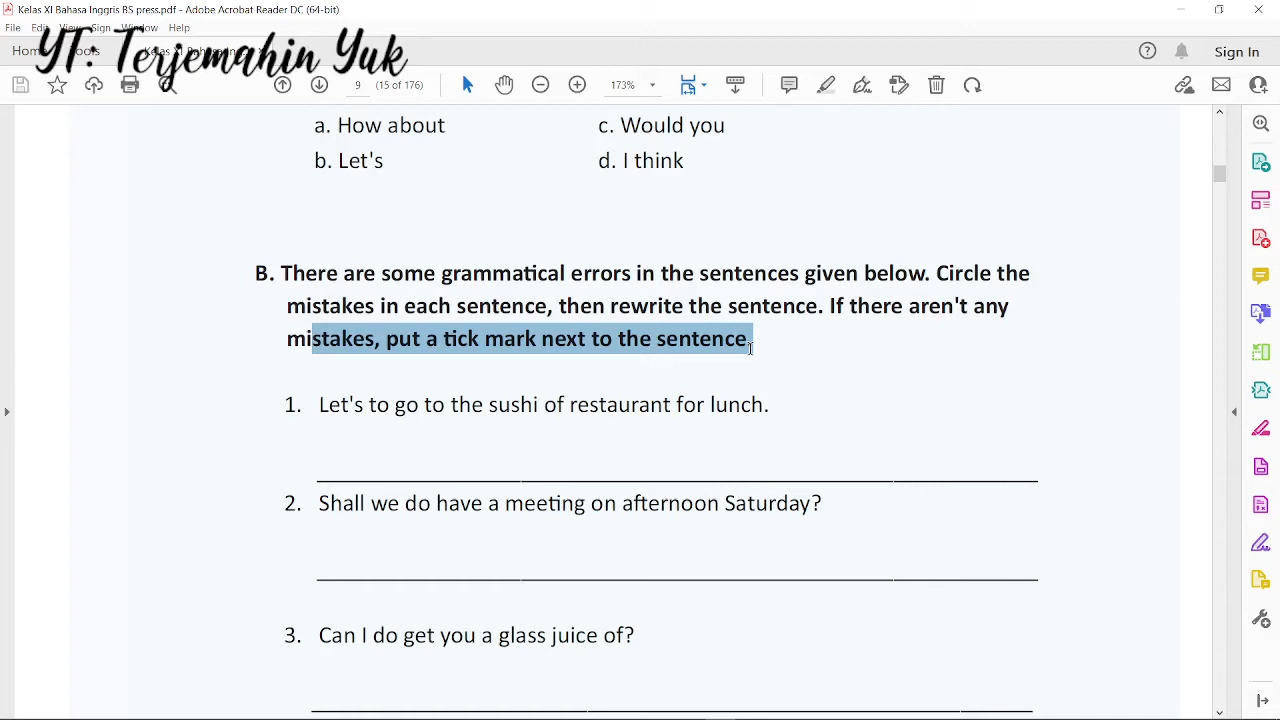 Kelas XI Bahasa Inggris BS press.pdf - Adobe Acrobat Reader DC (64-bit)
File Edit View Sign Window Help
YT: Terjemahin Yuk
Home Tools Kelas XI Bahasa
Sign In
9 (15 of 176) 173%
a. How about c. Would you
b. Let's d. I think
B. There are some grammatical errors in the sentences given below. Circle the
mistakes in each sentence, then rewrite the sentence. If there aren't any
mistakes, put a tick mark next to the sentence.
1. Let's to go to the sushi of restaurant for lunch.
2. Shall we do have a meeting on afternoon Saturday?
3. Can I do get you a glass juice of?